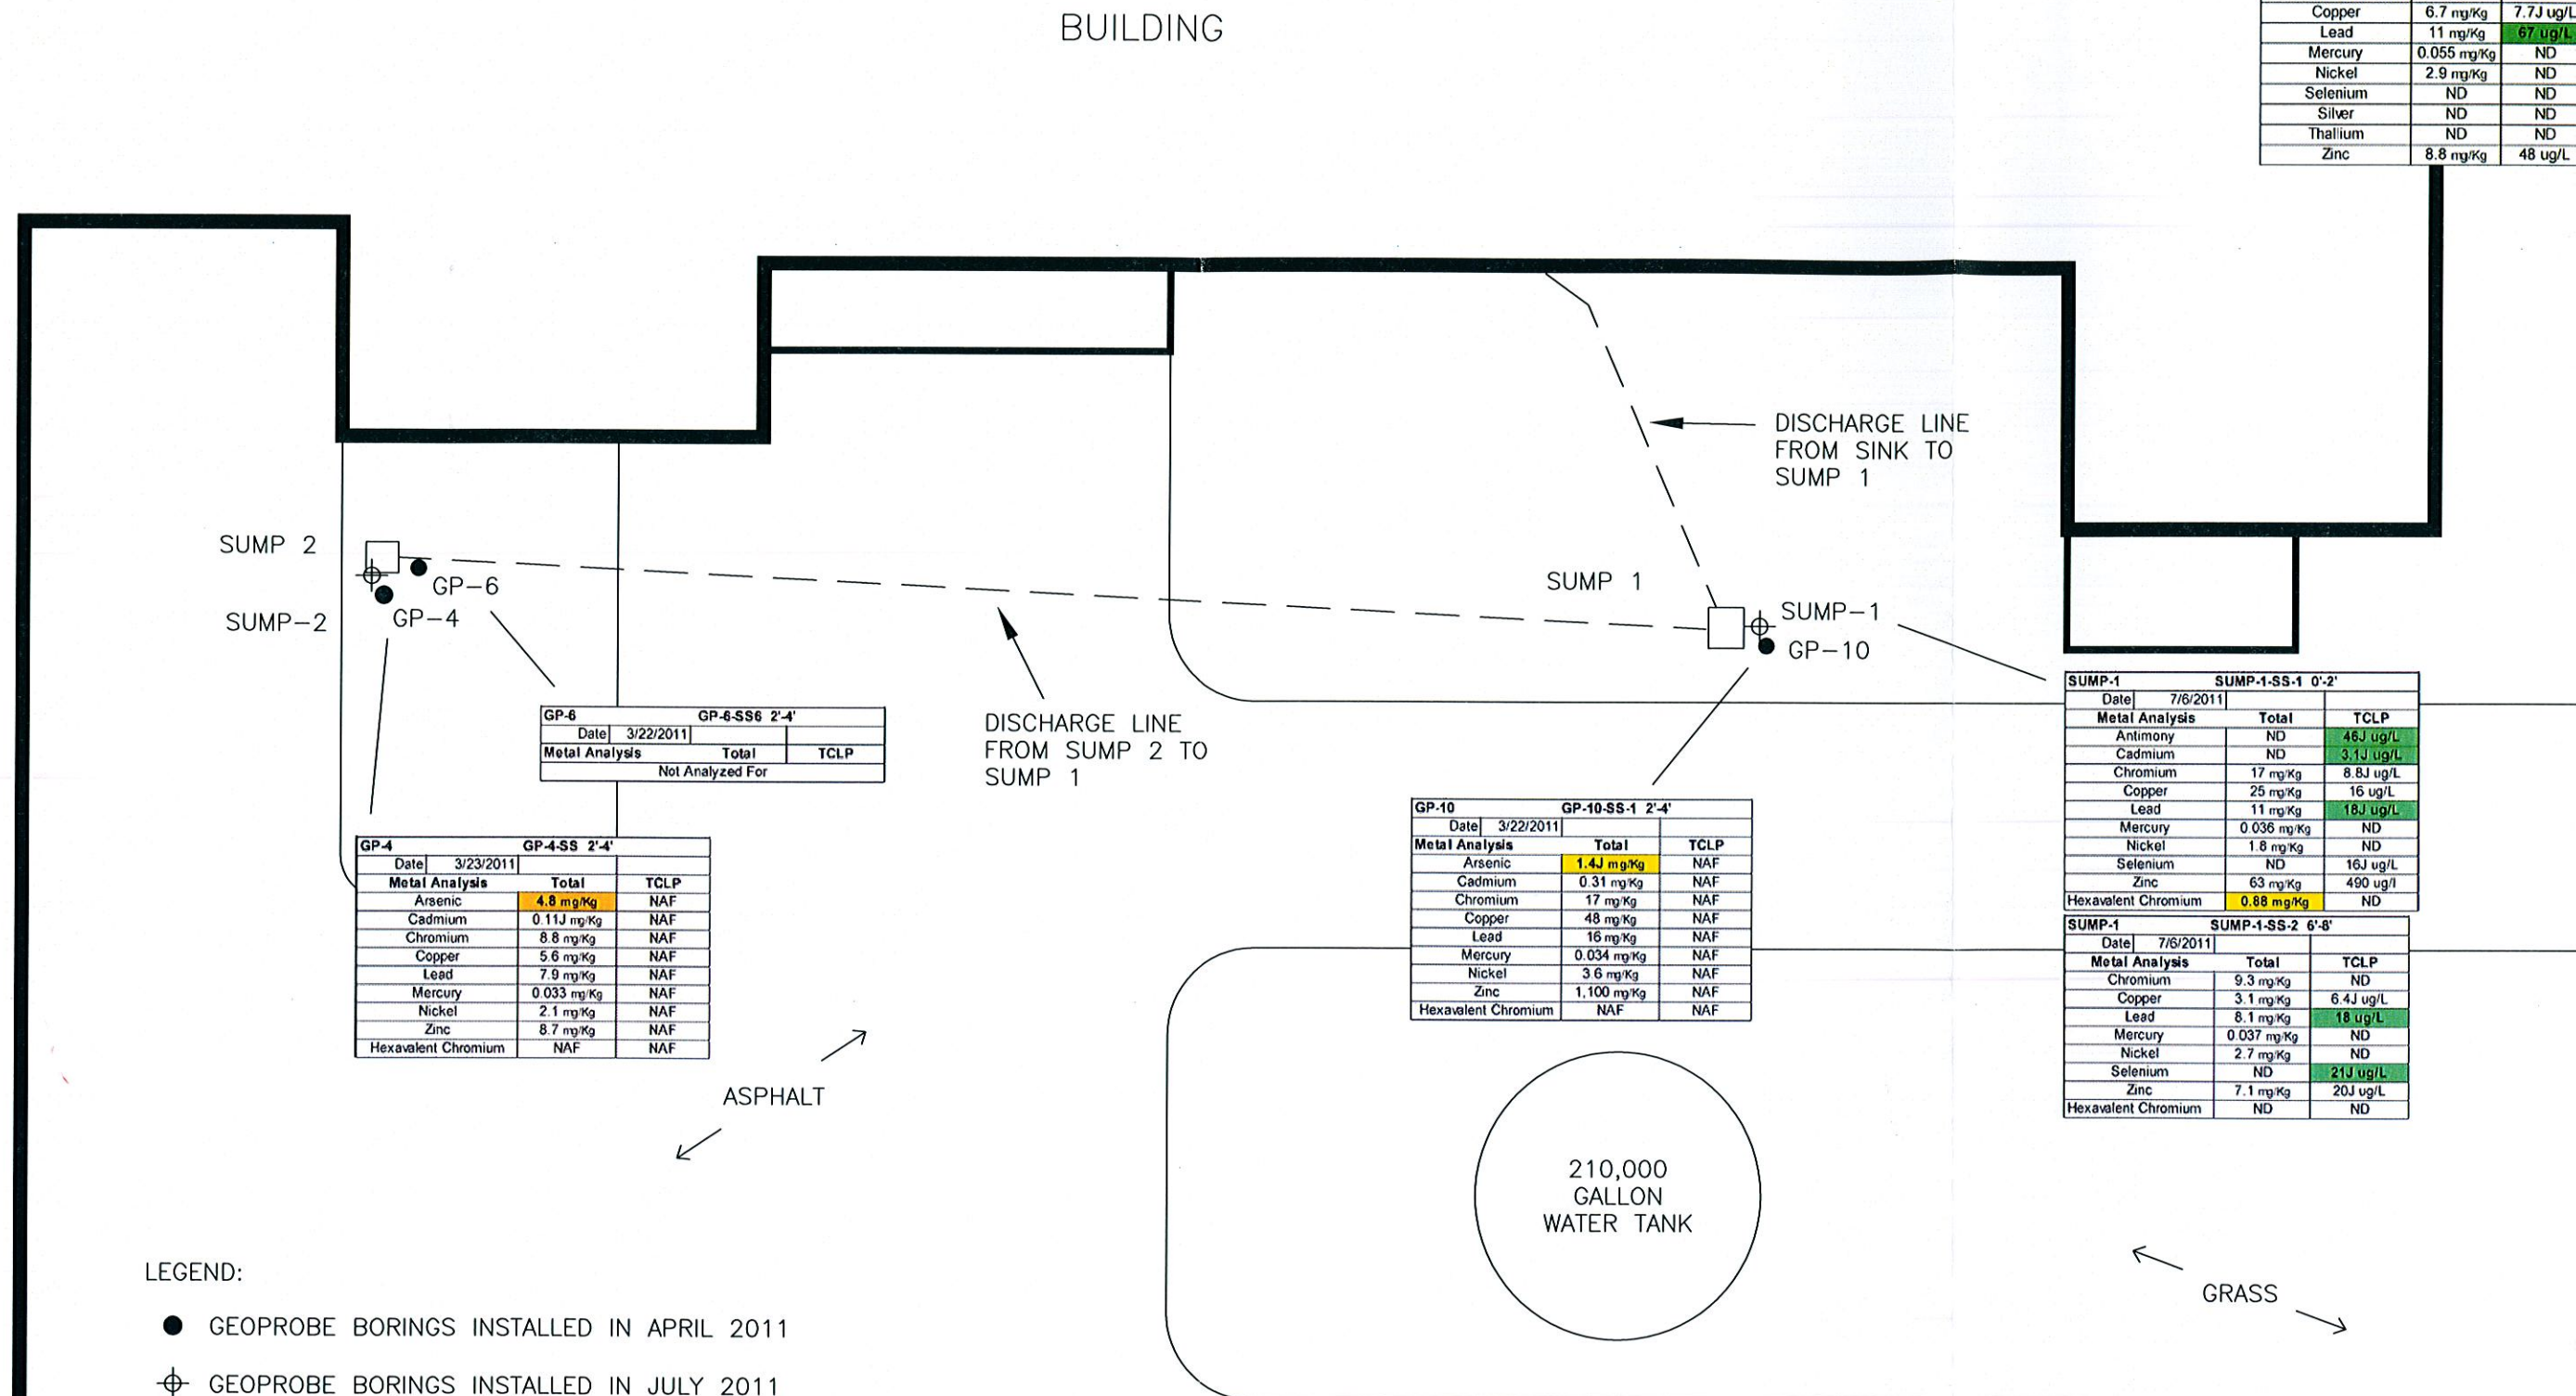 BUILDING
Copper 6.7 mg/Kg 7.7J ug/L
Lead 11 mg/Kg 67 ug/L
Mercury 0.055 mg/Kg ND
Nickel 2.9 mg/Kg ND
Selenium ND ND
Silver ND ND
Thallium ND ND
Zinc 8.8 mg/Kg 48 ug/L
DISCHARGE LINE
FROM SINK TO
SUMP 1
SUMP 2
GP-6
SUMP-2
GP-4
SUMP 1
SUMP-1
GP-10
DISCHARGE LINE
FROM SUMP 2 TO
SUMP 1
GP-6 GP-6-SS6 2'-4'
Date 3/22/2011
Metal Analysis Total TCLP
Not Analyzed For
GP-4 GP-4-SS 2'-4'
Date 3/23/2011
Metal Analysis Total TCLP
Arsenic 4.8 mg/Kg NAF
Cadmium 0.11J mg/Kg NAF
Chromium 8.8 mg/Kg NAF
Copper 5.6 mg/Kg NAF
Lead 7.9 mg/Kg NAF
Mercury 0.033 mg/Kg NAF
Nickel 2.1 mg/Kg NAF
Zinc 8.7 mg/Kg NAF
Hexavalent Chromium NAF NAF
GP-10 GP-10-SS-1 2'-4'
Date 3/22/2011
Metal Analysis Total TCLP
Arsenic 1.4J mg/Kg NAF
Cadmium 0.31 mg/Kg NAF
Chromium 17 mg/Kg NAF
Copper 48 mg/Kg NAF
Lead 16 mg/Kg NAF
Mercury 0.034 mg/Kg NAF
Nickel 3.6 mg/Kg NAF
Zinc 1,100 mg/Kg NAF
Hexavalent Chromium NAF NAF
SUMP-1 SUMP-1-SS-1 0'-2'
Date 7/6/2011
Metal Analysis Total TCLP
Antimony ND 46J ug/L
Cadmium ND 3.1J ug/L
Chromium 17 mg/Kg 8.8J ug/L
Copper 25 mg/Kg 16 ug/L
Lead 11 mg/Kg 18J ug/L
Mercury 0.036 mg/Kg ND
Nickel 1.8 mg/Kg ND
Selenium ND 16J ug/L
Zinc 63 mg/Kg 490 ug/l
Hexavalent Chromium 0.88 mg/Kg ND
SUMP-1 SUMP-1-SS-2 6'-8'
Date 7/6/2011
Metal Analysis Total TCLP
Chromium 9.3 mg/Kg ND
Copper 3.1 mg/Kg 6.4J ug/L
Lead 8.1 mg/Kg 18 ug/L
Mercury 0.037 mg/Kg ND
Nickel 2.7 mg/Kg ND
Selenium ND 21J ug/L
Zinc 7.1 mg/Kg 20J ug/L
Hexavalent Chromium ND ND
ASPHALT
210,000
GALLON
WATER TANK
GRASS
LEGEND:
GEOPROBE BORINGS INSTALLED IN APRIL 2011
GEOPROBE BORINGS INSTALLED IN JULY 2011